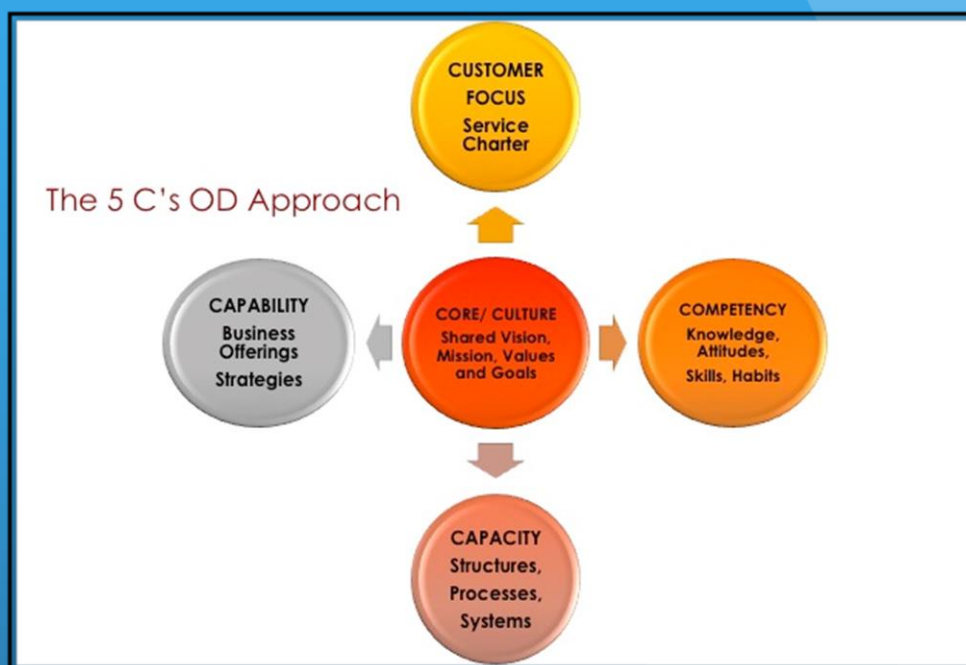 CUSTOMER
FOCUS
Service
Charter
The 5 C's OD Approach
CAPABILITY
Business
Offerings
Strategies
CORE/ CULTURE
Shared Vision,
Mission, Values
and Goals
COMPETENCY
Knowledge,
Attitudes,
Skills, Habits
CAPACITY
Structures,
Processes,
Systems